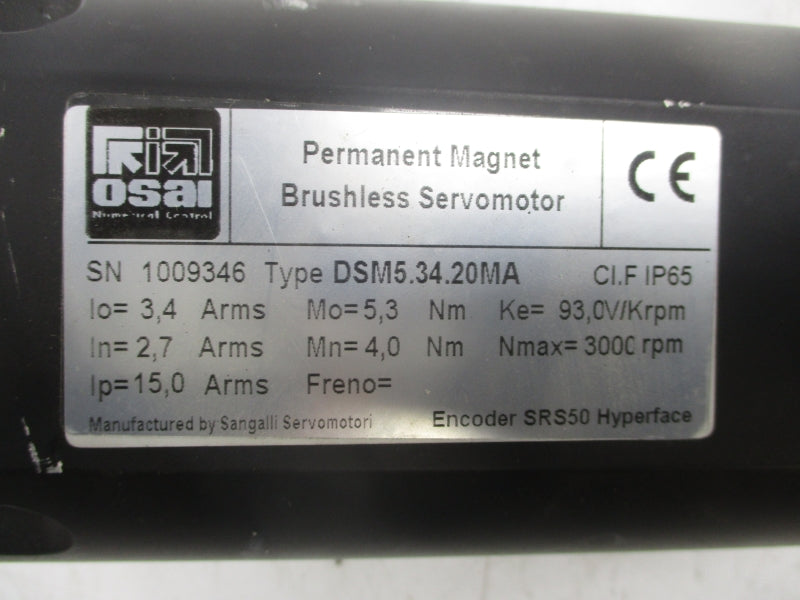 osai
Numerical Control
Permanent Magnet
Brushless Servomotor
CE
SN 1009346 Type DSM5.34.20MA CI.F IP65
Io= 3,4 Arms Mo=5,3 Nm Ke= 93,0V/Krpm
In= 2,7 Arms Mn=4,0 Nm Nmax= 3000 rpm
Ip=15,0 Arms Freno=
Manufactured by Sangalli Servomotori Encoder SRS50 Hyperface